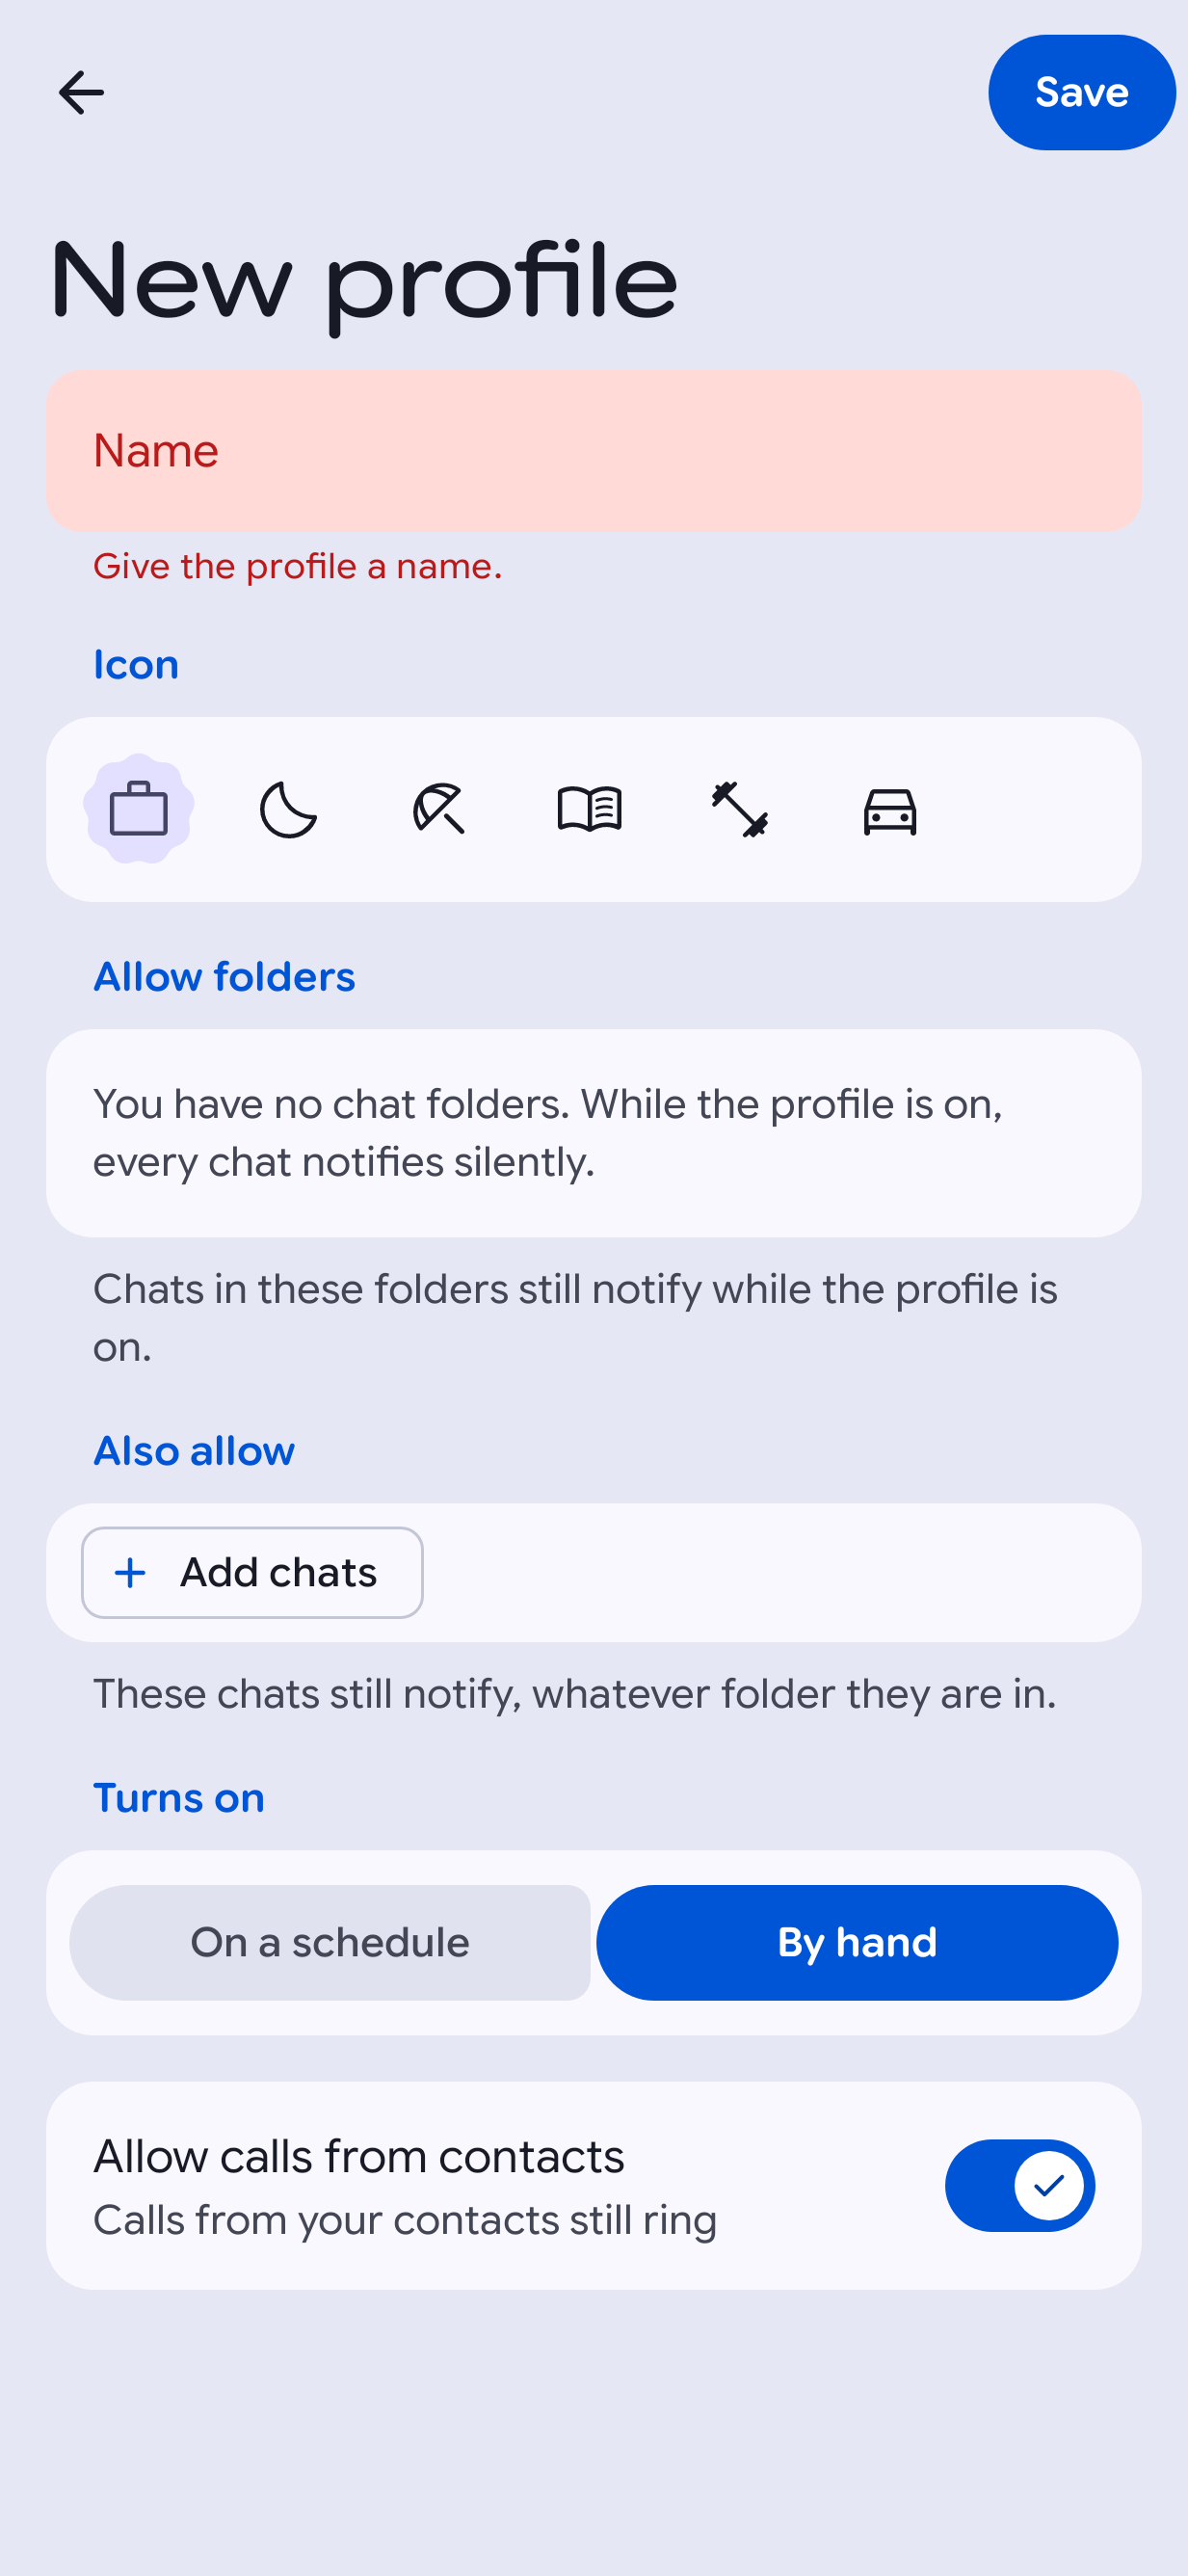 Save
New profile
Name
Give the profile a name.
Icon
Allow folders
You have no chat folders. While the profile is on,
every chat notifies silently.
Chats in these folders still notify while the profile is
on.
Also allow
Add chats
These chats still notify, whatever folder they are in.
Turns on
On a schedule
By hand
Allow calls from contacts
Calls from your contacts still ring